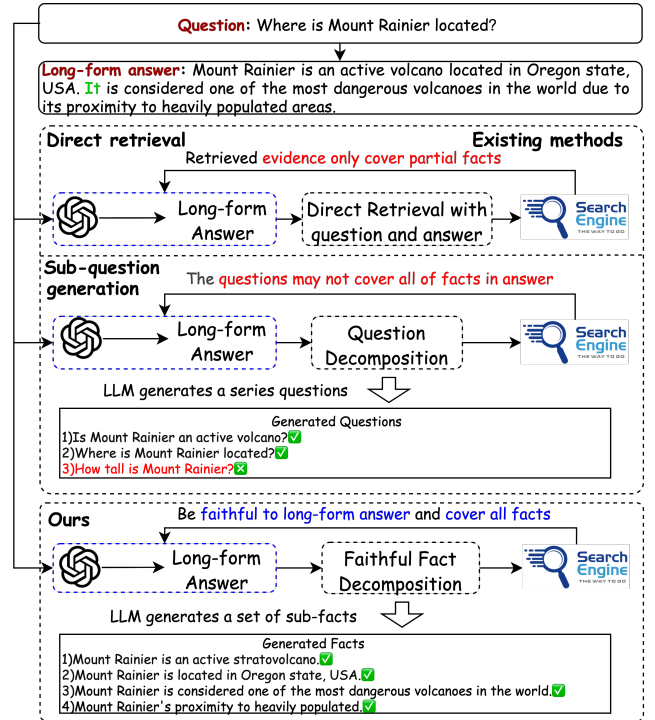 Question: Where is Mount Rainier located?
Long-form answer: Mount Rainier is an active volcano located in Oregon state,
USA. It is considered one of the most dangerous volcanoes in the world due to
its proximity to heavily populated areas.
Direct retrieval
Existing methods
Retrieved evidence only cover partial facts
Long-form
Answer
Direct Retrieval with
question and answer
Search
Engine
THE WAY TO GO
Sub-question
generation
The questions may not cover all of facts in answer
Long-form
Answer
Question
Decomposition
Search
Engine
THE WAY TO GO
LLM generates a series questions
Generated Questions
1)Is Mount Rainier an active volcano?
2)Where is Mount Rainier located?
3)How tall is Mount Rainier?
Ours
Be faithful to long-form answer and cover all facts
Long-form
Answer
Faithful Fact
Decomposition
Search
Engine
THE WAY TO GO
LLM generates a set of sub-facts
Generated Facts
1)Mount Rainier is an active stratovolcano.
2)Mount Rainier is located in Oregon state, USA.
3)Mount Rainier is considered one of the most dangerous volcanoes in the world.
4)Mount Rainier's proximity to heavily populated.